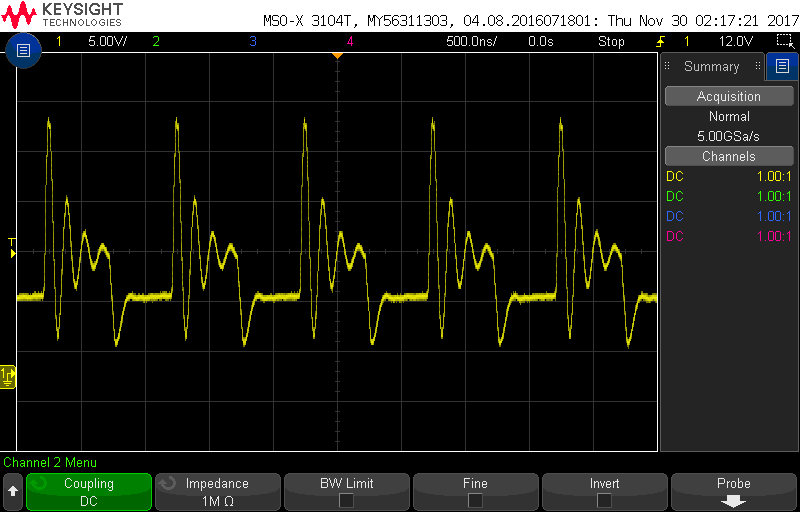 KEYSIGHT
TECHNOLOGIES
MSO-X 3104T, MY56311303, 04.08.2016071801: Thu Nov 30 02:17:21 2017
1 5.00V/ 2 3 4 500.0ns/ 0.0s Stop 1 12.0V
Summary
Acquisition
Normal
5.00GSa/s
Channels
DC 1.00:1
DC 1.00:1
DC 1.00:1
DC 1.00:1
T
1
Channel 2 Menu
Coupling
DC
Impedance
1M Ω
BW Limit
Fine
Invert
Probe